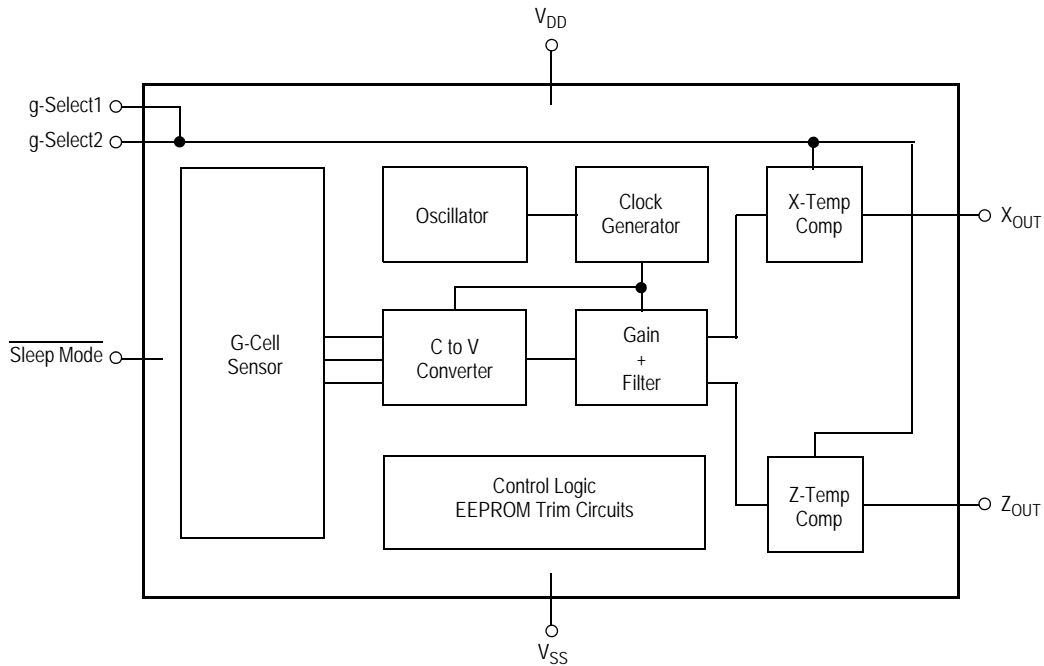 VDD
g-Select1
g-Select2
Oscillator
Clock
Generator
X-Temp
Comp
XOUT
G-Cell
Sensor
Sleep Mode
C to V
Converter
Gain
+
Filter
Control Logic
EEPROM Trim Circuits
Z-Temp
Comp
ZOUT
VSS